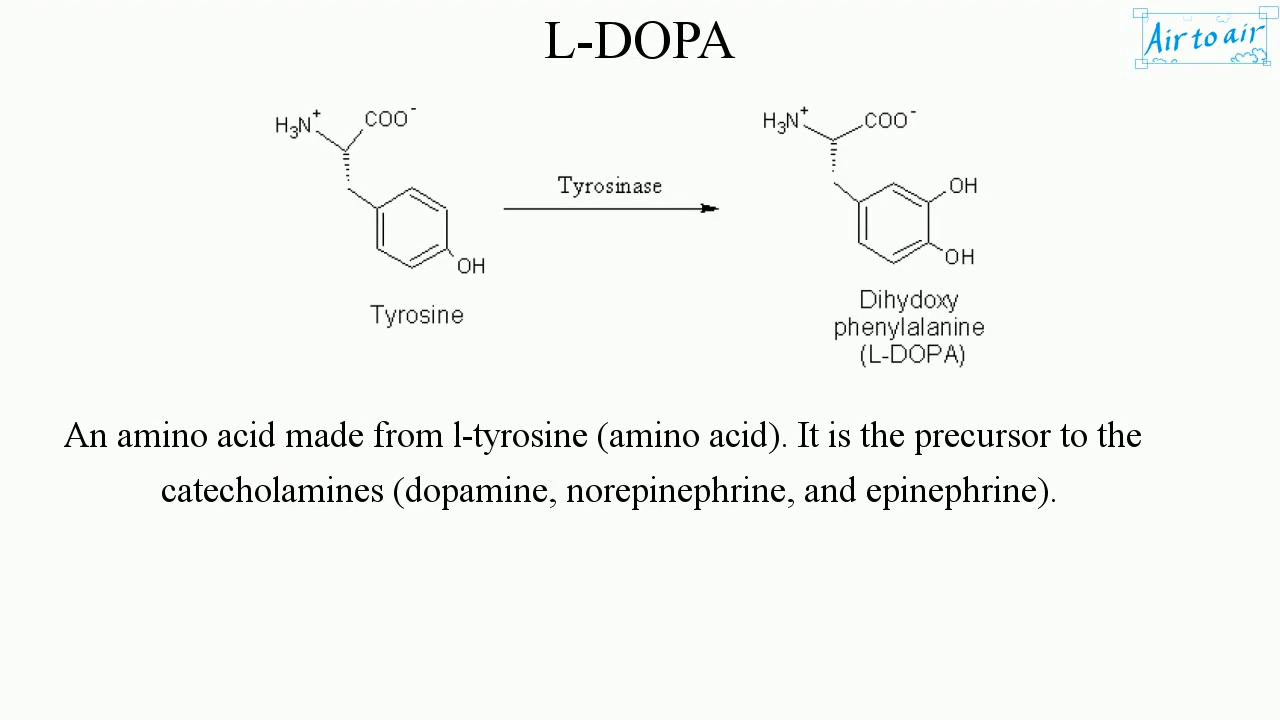 L-DOPA
Air to air
H₃N⁺ COO⁻
H₃N⁺ COO⁻
Tyrosinase
OH
OH
OH
Tyrosine
Dihydoxy
phenylalanine
(L-DOPA)
An amino acid made from l-tyrosine (amino acid). It is the precursor to the
catecholamines (dopamine, norepinephrine, and epinephrine).